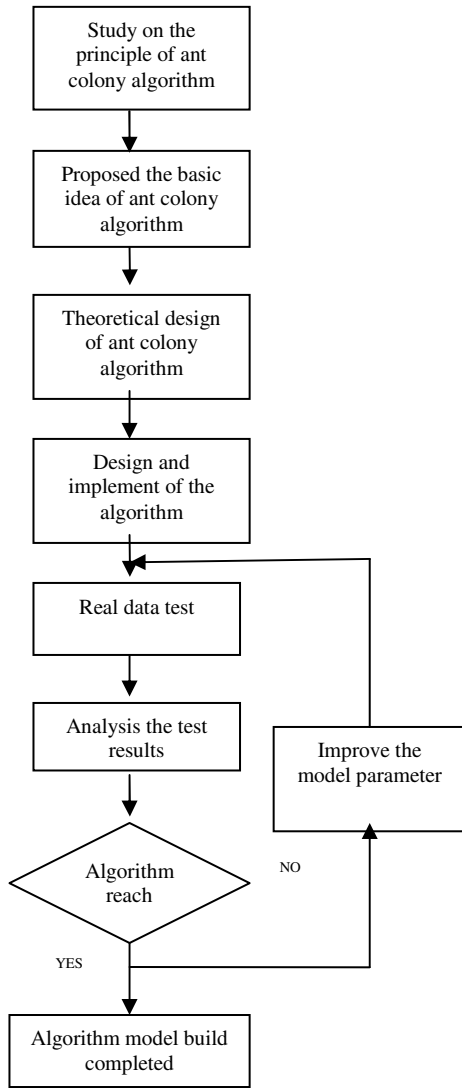 Study on the
principle of ant
colony algorithm
Proposed the basic
idea of ant colony
algorithm
Theoretical design
of ant colony
algorithm
Design and
implement of the
algorithm
Real data test
Analysis the test
results
Improve the
model parameter
Algorithm
reach
NO
YES
Algorithm model build
completed